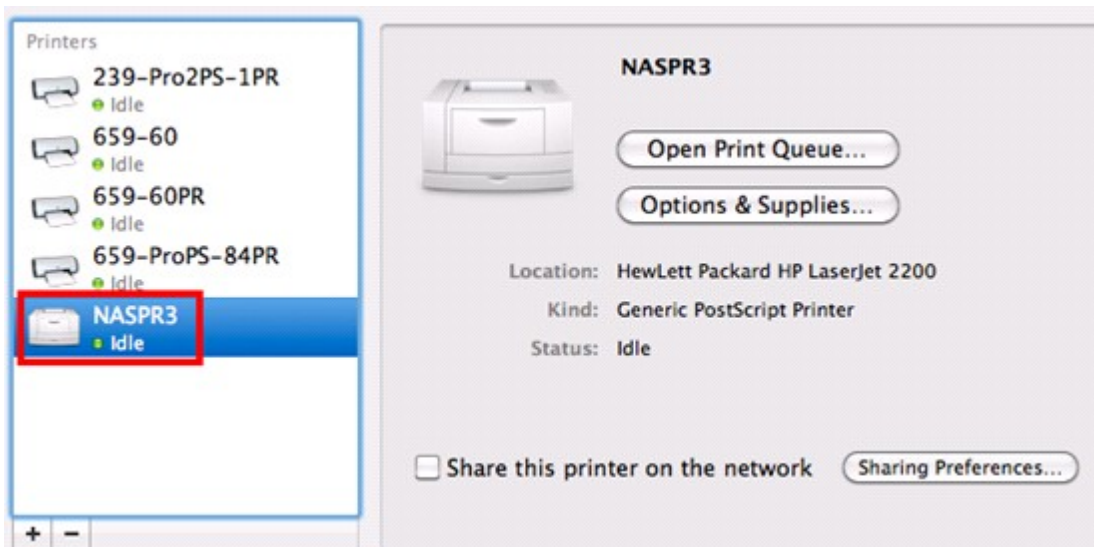 Printers
239-Pro2PS-1PR
Idle
659-60
Idle
659-60PR
Idle
659-ProPS-84PR
Idle
NASPR3
Idle
+ −
NASPR3
Open Print Queue...
Options & Supplies...
Location: HewLett Packard HP LaserJet 2200
Kind: Generic PostScript Printer
Status: Idle
Share this printer on the network Sharing Preferences...